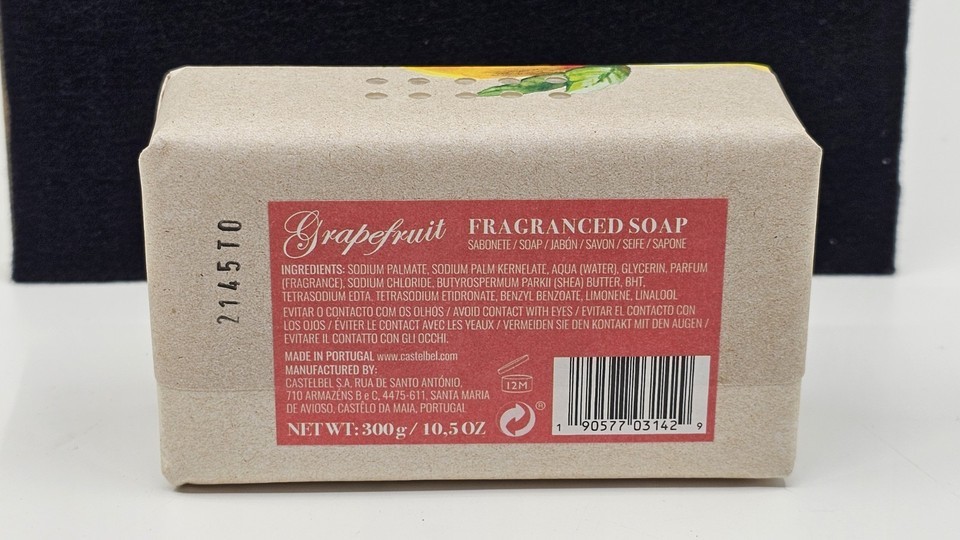 2145TO
Grapefruit FRAGRANCED SOAP
SABONETE / SOAP / JABÓN / SAVON / SEIFE / SAPONE
INGREDIENTS: SODIUM PALMATE, SODIUM PALM KERNELATE, AQUA (WATER), GLYCERIN, PARFUM
(FRAGRANCE), SODIUM CHLORIDE, BUTYROSPERMUM PARKII (SHEA) BUTTER, BHT,
TETRASODIUM EDTA, TETRASODIUM ETIDRONATE, BENZYL BENZOATE, LIMONENE, LINALOOL
EVITAR O CONTACTO COM OS OLHOS / AVOID CONTACT WITH EYES / EVITAR EL CONTACTO CON
LOS OJOS / ÉVITER LE CONTACT AVEC LES YEAUX / VERMEIDEN SIE DEN KONTAKT MIT DEN AUGEN /
EVITARE IL CONTATTO CON GLI OCCHI.
MADE IN PORTUGAL www.castelbel.com
MANUFACTURED BY:
CASTELBEL S.A. RUA DE SANTO ANTÓNIO,
710 ARMAZÉNS B e C, 4475-611, SANTA MARIA
DE AVIOSO, CASTÊLO DA MAIA, PORTUGAL
NET WT: 300 g / 10,5 OZ
12M
®
1 90577 03142 9